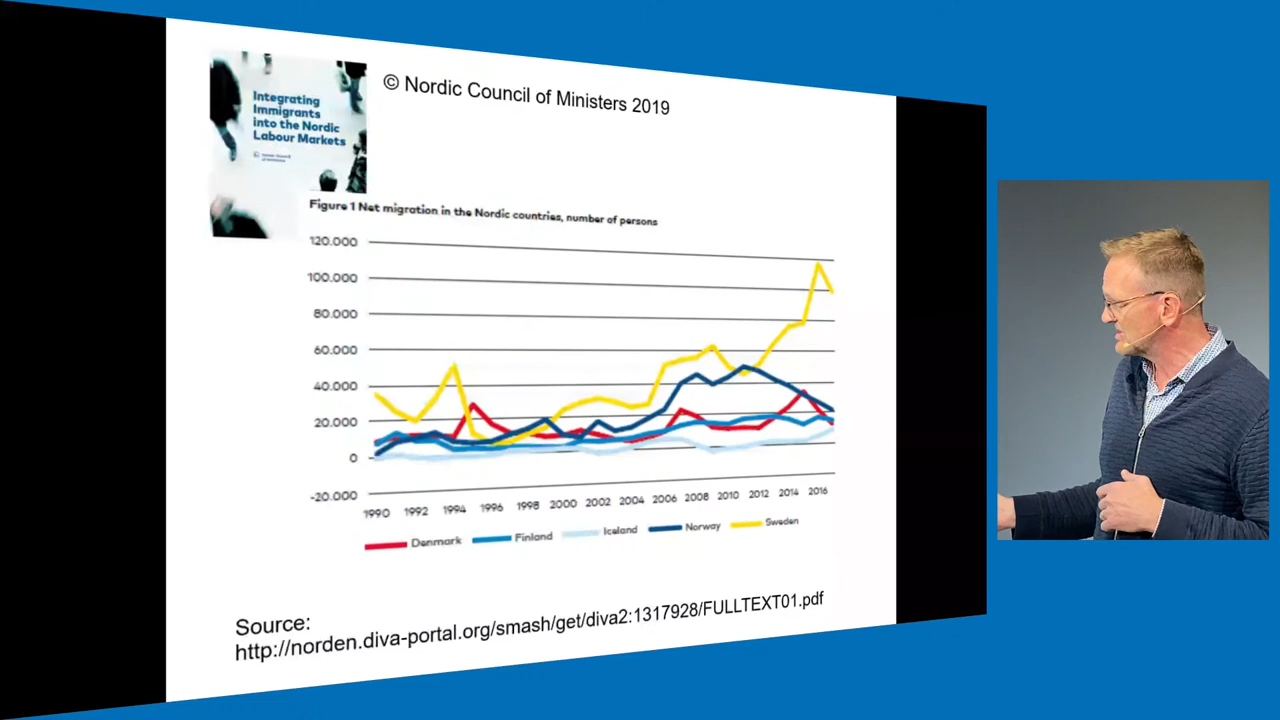 Integrating
Immigrants
into the Nordic
Labour Markets
© Nordic Council of Ministers 2019
Figure 1 Net migration in the Nordic countries, number of persons
120.000
100.000
80.000
60.000
40.000
20.000
0
-20.000
1990 1992 1994 1996 1998 2000 2002 2004 2006 2008 2010 2012 2014 2016
Denmark Finland Iceland Norway Sweden
Source:
http://norden.diva-portal.org/smash/get/diva2:1317928/FULLTEXT01.pdf